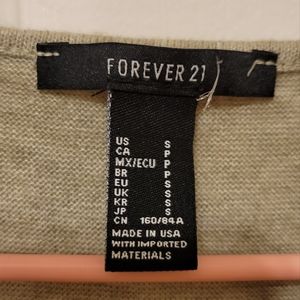 FOREVER 21
US S
CA P
MX/ECU P
BR P
EU S
UK S
KR S
JP S
CN 160/84A
MADE IN USA
WITH IMPORTED
MATERIALS